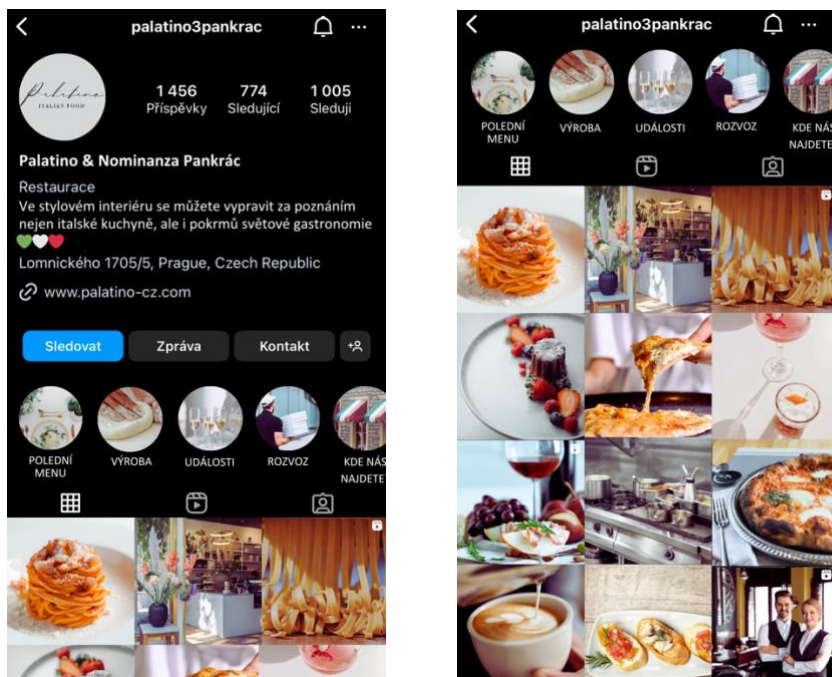 palatino3pankrac
Palatino
ITALIAN FOOD
1 456
774
1 005
Příspěvky
Sledující
Sleduji
Palatino & Nominanza Pankrác
Restaurace
Ve stylovém interiéru se můžete vypravit za poznáním
nejen italské kuchyně, ale i pokrmů světové gastronomie
Lomnického 1705/5, Prague, Czech Republic
www.palatino-cz.com
Sledovat
Zpráva
Kontakt
POLEDNÍ
MENU
VÝROBA
UDÁLOSTI
ROZVOZ
KDE NÁS
NAJDETE
palatino3pankrac
POLEDNÍ
MENU
VÝROBA
UDÁLOSTI
ROZVOZ
KDE NÁ
NAJDETE